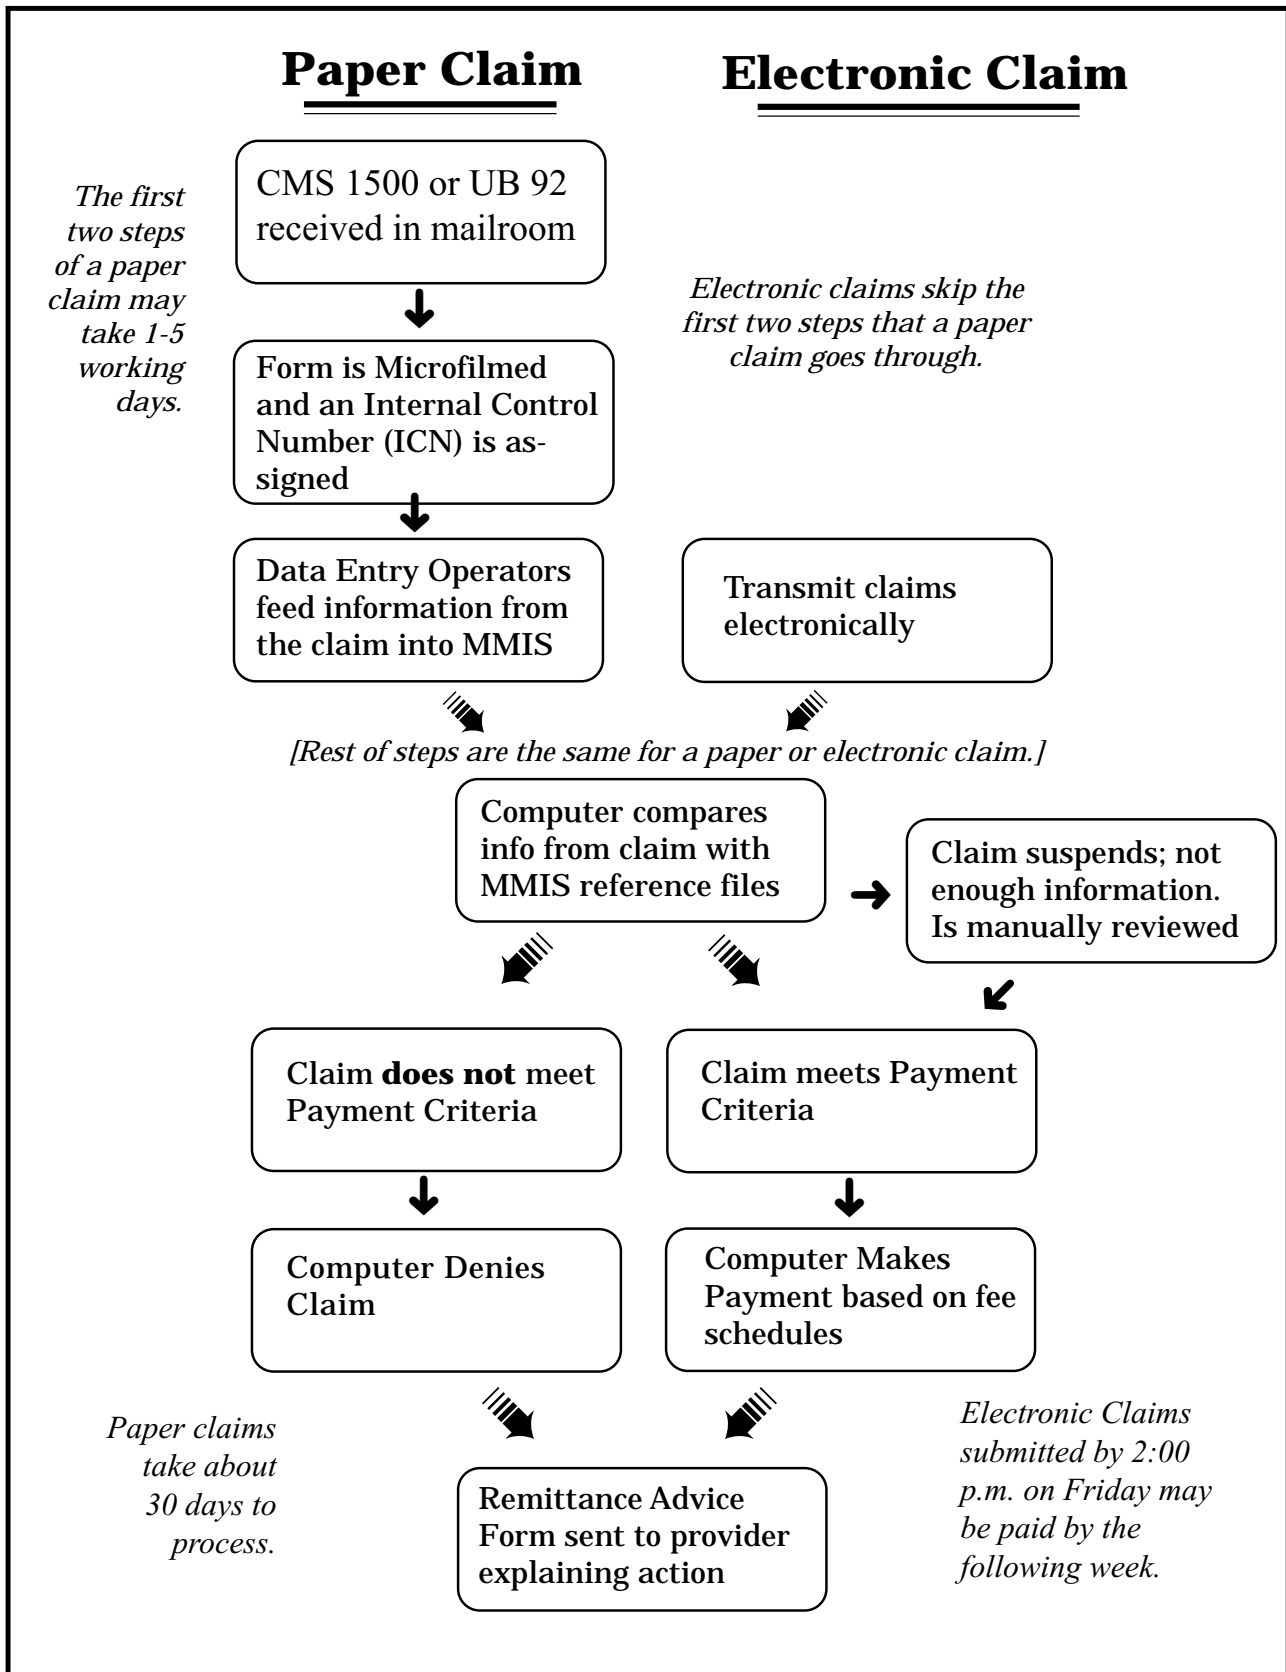 Paper Claim
Electronic Claim
The first
two steps
of a paper
claim may
take 1-5
working
days.
CMS 1500 or UB 92
received in mailroom
Electronic claims skip the
first two steps that a paper
claim goes through.
Form is Microfilmed
and an Internal Control
Number (ICN) is as-
signed
Data Entry Operators
feed information from
the claim into MMIS
Transmit claims
electronically
[Rest of steps are the same for a paper or electronic claim.]
Computer compares
info from claim with
MMIS reference files
Claim suspends; not
enough information.
Is manually reviewed
Claim does not meet
Payment Criteria
Claim meets Payment
Criteria
Computer Denies
Claim
Computer Makes
Payment based on fee
schedules
Paper claims
take about
30 days to
process.
Remittance Advice
Form sent to provider
explaining action
Electronic Claims
submitted by 2:00
p.m. on Friday may
be paid by the
following week.